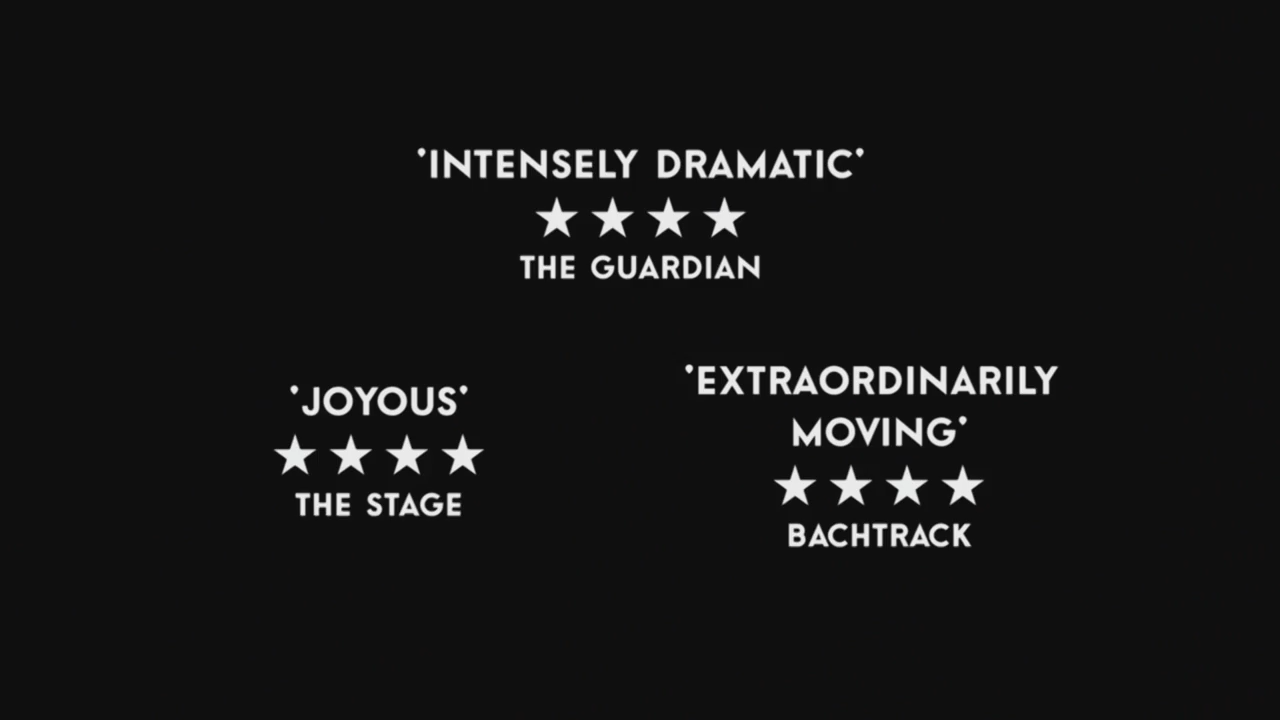 'INTENSELY DRAMATIC'
★★★★
THE GUARDIAN
'JOYOUS'
★★★★
THE STAGE
'EXTRAORDINARILY
MOVING'
★★★★
BACHTRACK